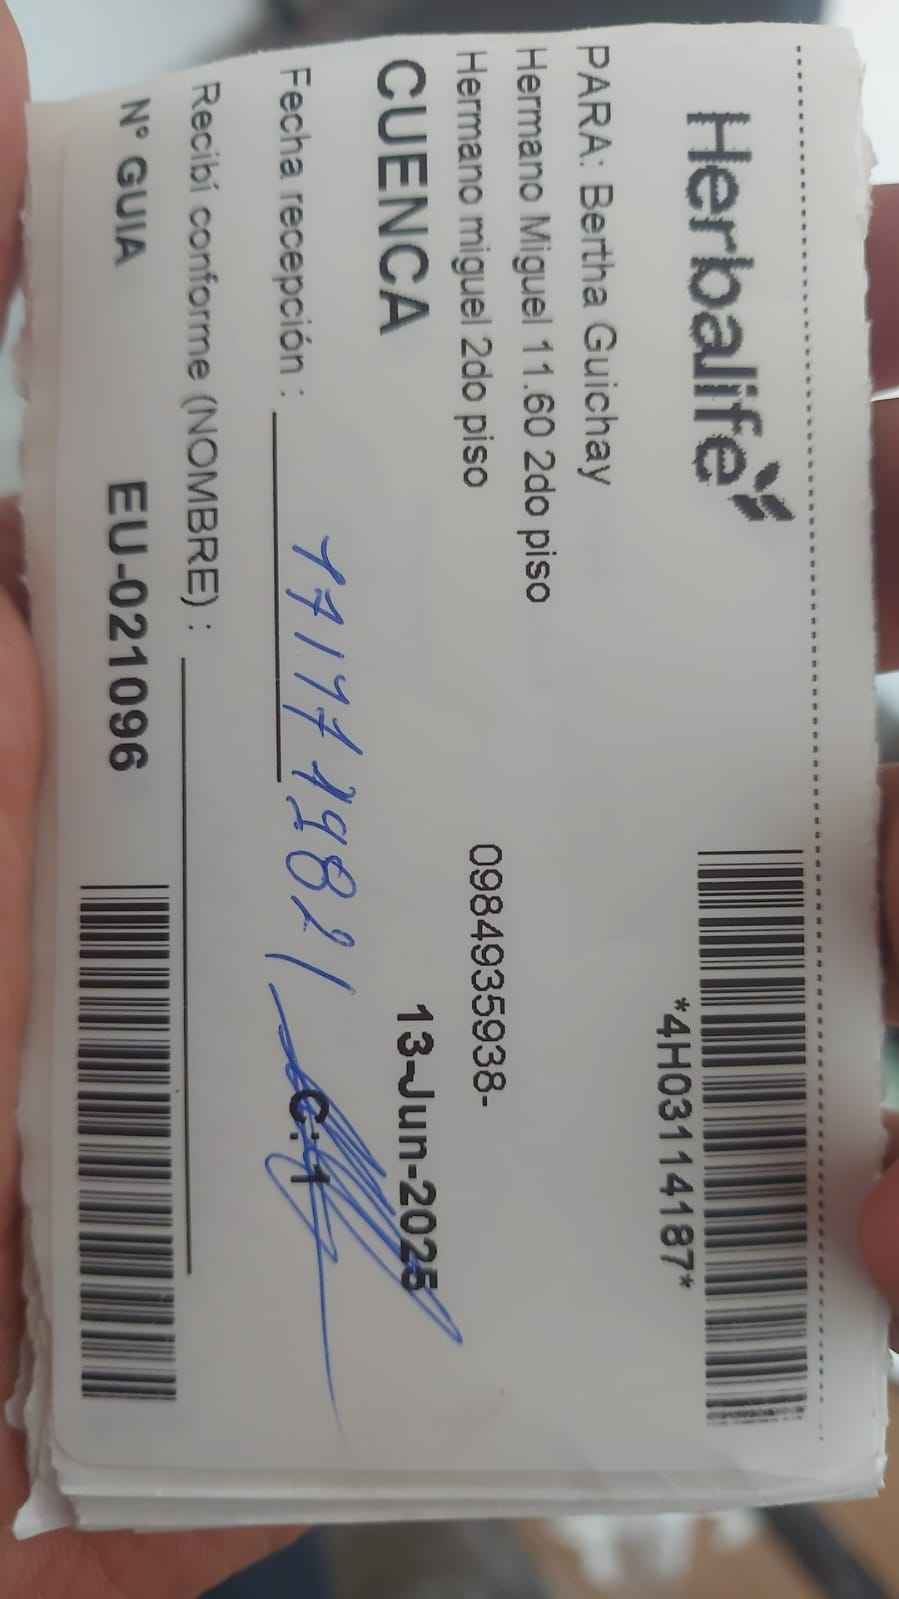 Herbalife
*4H03114187*
PARA: Bertha Guichay
Hermano Miguel 11.60 2do piso
Hermano miguel 2do piso
0984935938-
CUENCA
13-Jun-2025
Fecha recepción :
C: 1
Recibí conforme (NOMBRE) :
N° GUIA EU-021096